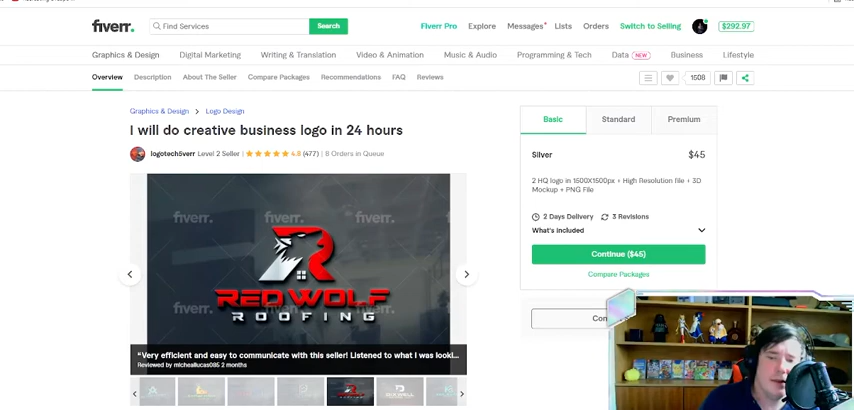 fiverr.
Find Services
Search
Fiverr Pro
Explore
Messages
Lists
Orders
Switch to Selling
$292.97
Graphics & Design
Digital Marketing
Writing & Translation
Video & Animation
Music & Audio
Programming & Tech
Data NEW
Business
Lifestyle
Overview
Description
About The Seller
Compare Packages
Recommendations
FAQ
Reviews
1508
Graphics & Design > Logo Design
I will do creative business logo in 24 hours
logotech5verr Level 2 Seller | 4.8 (477) | 8 Orders in Queue
fiverr. fiverr. fiverr.
RED WOLF
ROOFING
"Very efficient and easy to communicate with this seller! Listened to what I was looki...
Reviewed by micheallucas085 2 months
Basic
Standard
Premium
Silver
$45
2 HQ logo in 1500X1500px + High Resolution file + 3D
Mockup + PNG File
2 Days Delivery
3 Revisions
What's Included
Continue ($45)
Compare Packages
Con